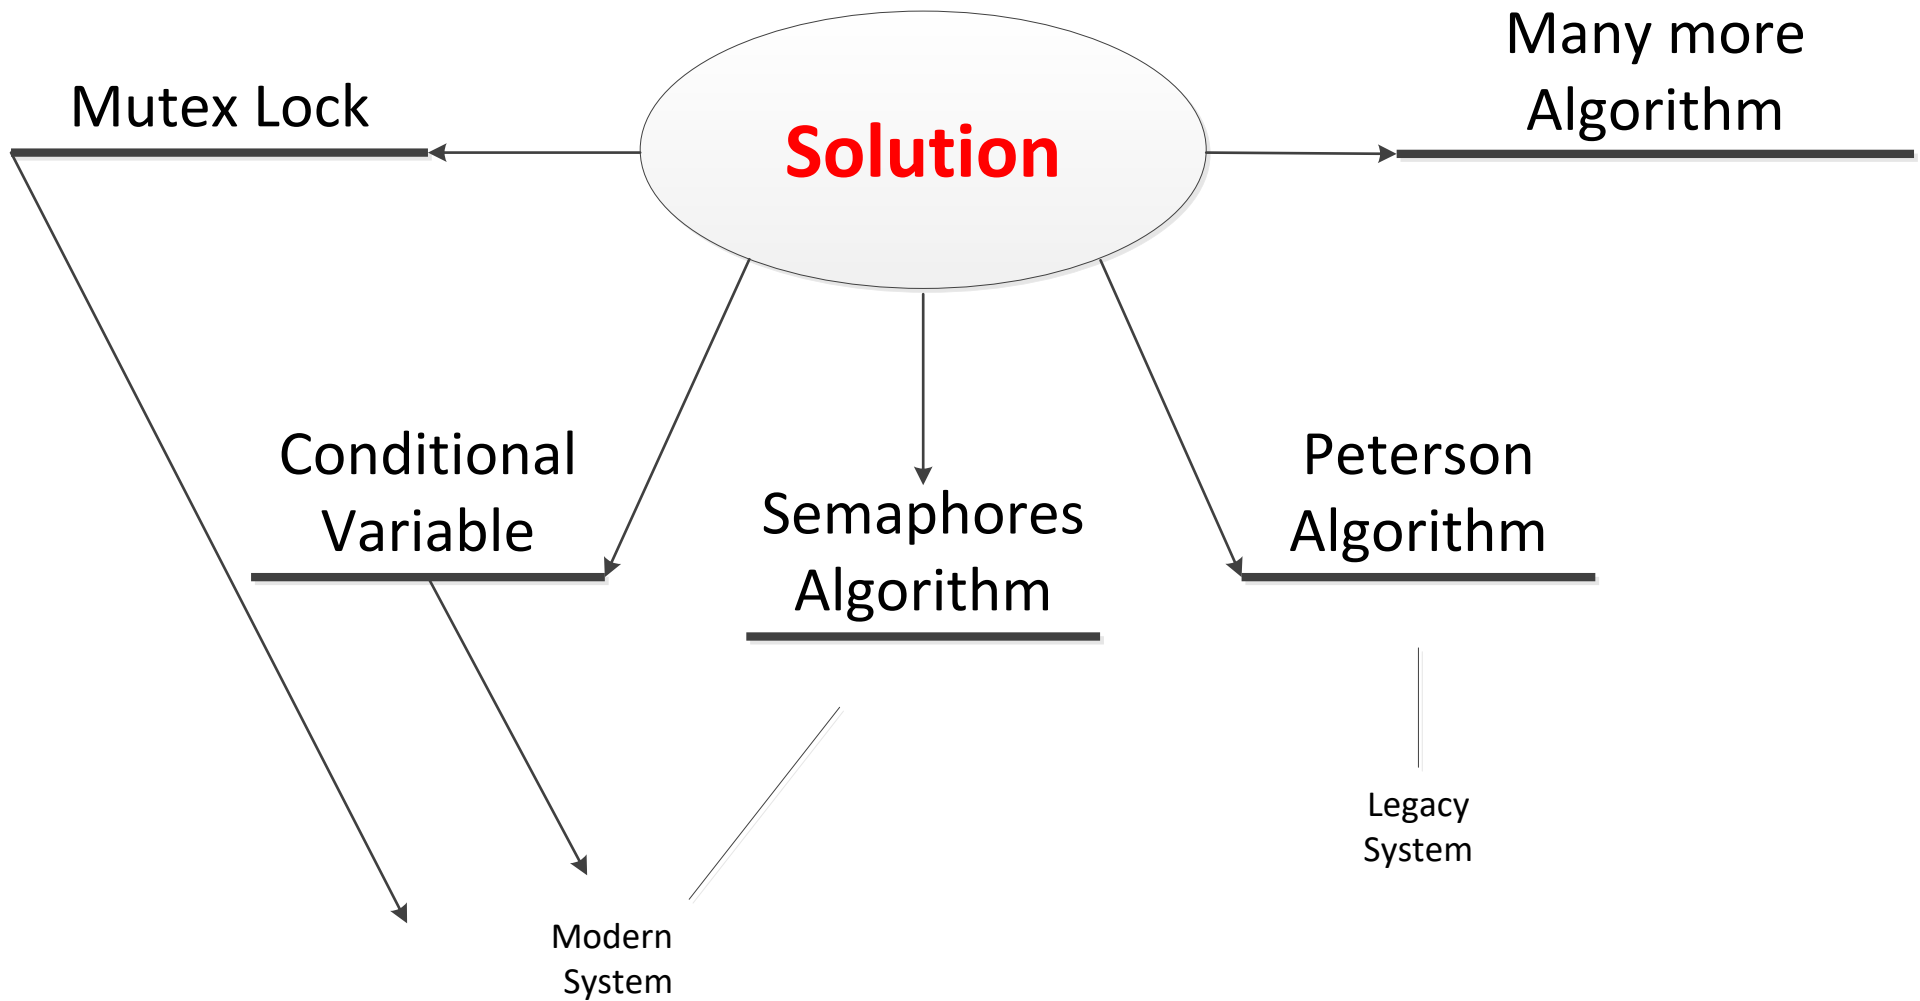 Solution
Mutex Lock
Many more
Algorithm
Conditional
Variable
Semaphores
Algorithm
Peterson
Algorithm
Legacy
System
Modern
System